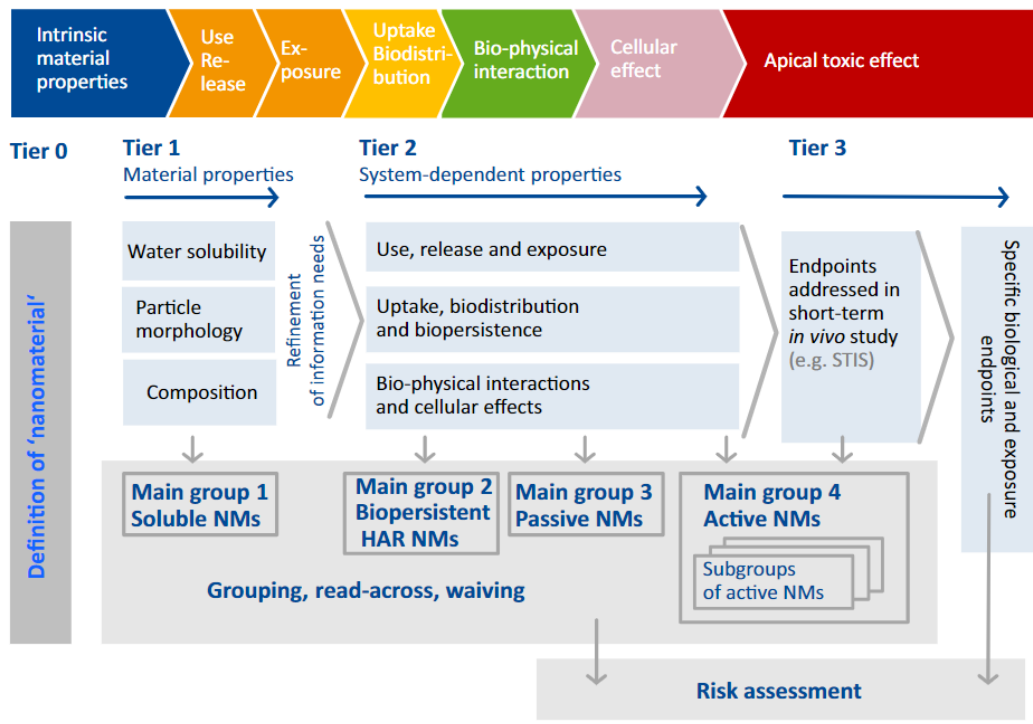 Intrinsic
material
properties
Use
Re-
lease
Ex-
posure
Uptake
Biodistri-
bution
Bio-physical
interaction
Cellular
effect
Apical toxic effect
Tier 0
Tier 1
Material properties
Tier 2
System-dependent properties
Tier 3
Definition of ‘nanomaterial‘
Water solubility
Particle
morphology
Composition
Refinement
of information needs
Use, release and exposure
Uptake, biodistribution
and biopersistence
Bio-physical interactions
and cellular effects
Endpoints
addressed in
short-term
in vivo study
(e.g. STIS)
Specific biological and exposure
endpoints
Main group 1
Soluble NMs
Main group 2
Biopersistent
HAR NMs
Main group 3
Passive NMs
Main group 4
Active NMs
Subgroups
of active NMs
Grouping, read-across, waiving
Risk assessment